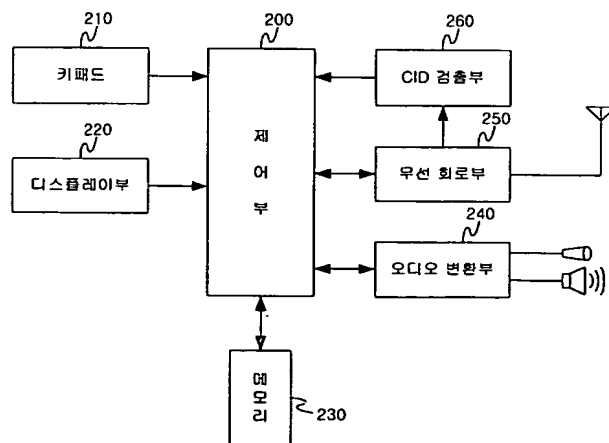 210
키패드
220
디스플레이부
200
제
어
부
260
CID 검출부
250
무선 회로부
240
오디오 변환부
메
모
리
230